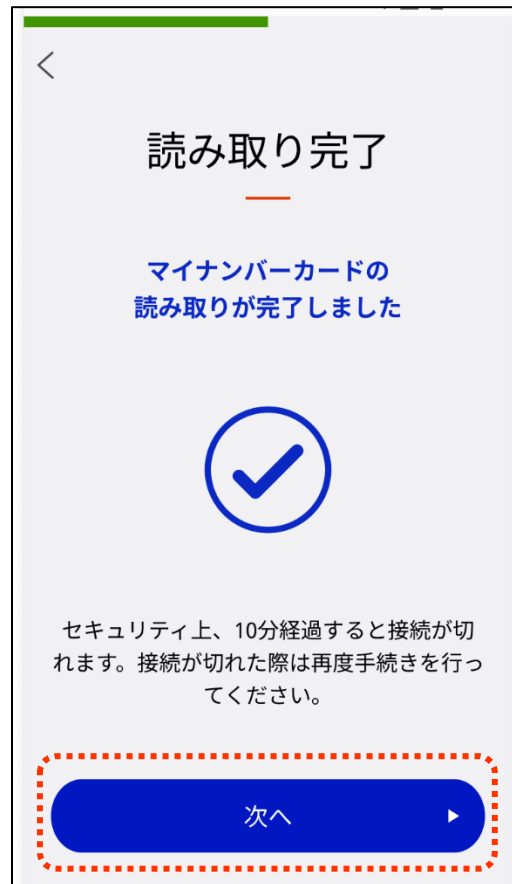 読み取り完了
マイナンバーカードの
読み取りが完了しました
セキュリティ上、10分経過すると接続が切
れます。接続が切れた際は再度手続きを行っ
てください。
次へ